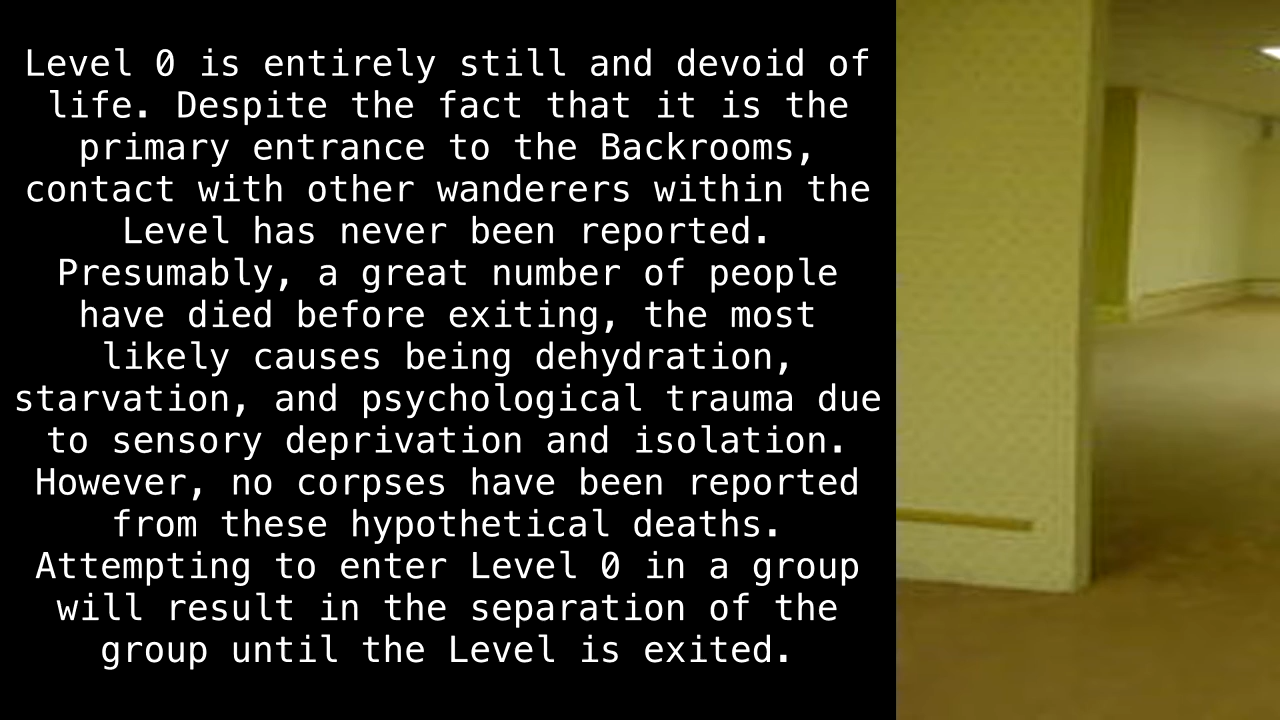 Level 0 is entirely still and devoid of
life. Despite the fact that it is the
primary entrance to the Backrooms,
contact with other wanderers within the
Level has never been reported.
Presumably, a great number of people
have died before exiting, the most
likely causes being dehydration,
starvation, and psychological trauma due
to sensory deprivation and isolation.
However, no corpses have been reported
from these hypothetical deaths.
Attempting to enter Level 0 in a group
will result in the separation of the
group until the Level is exited.